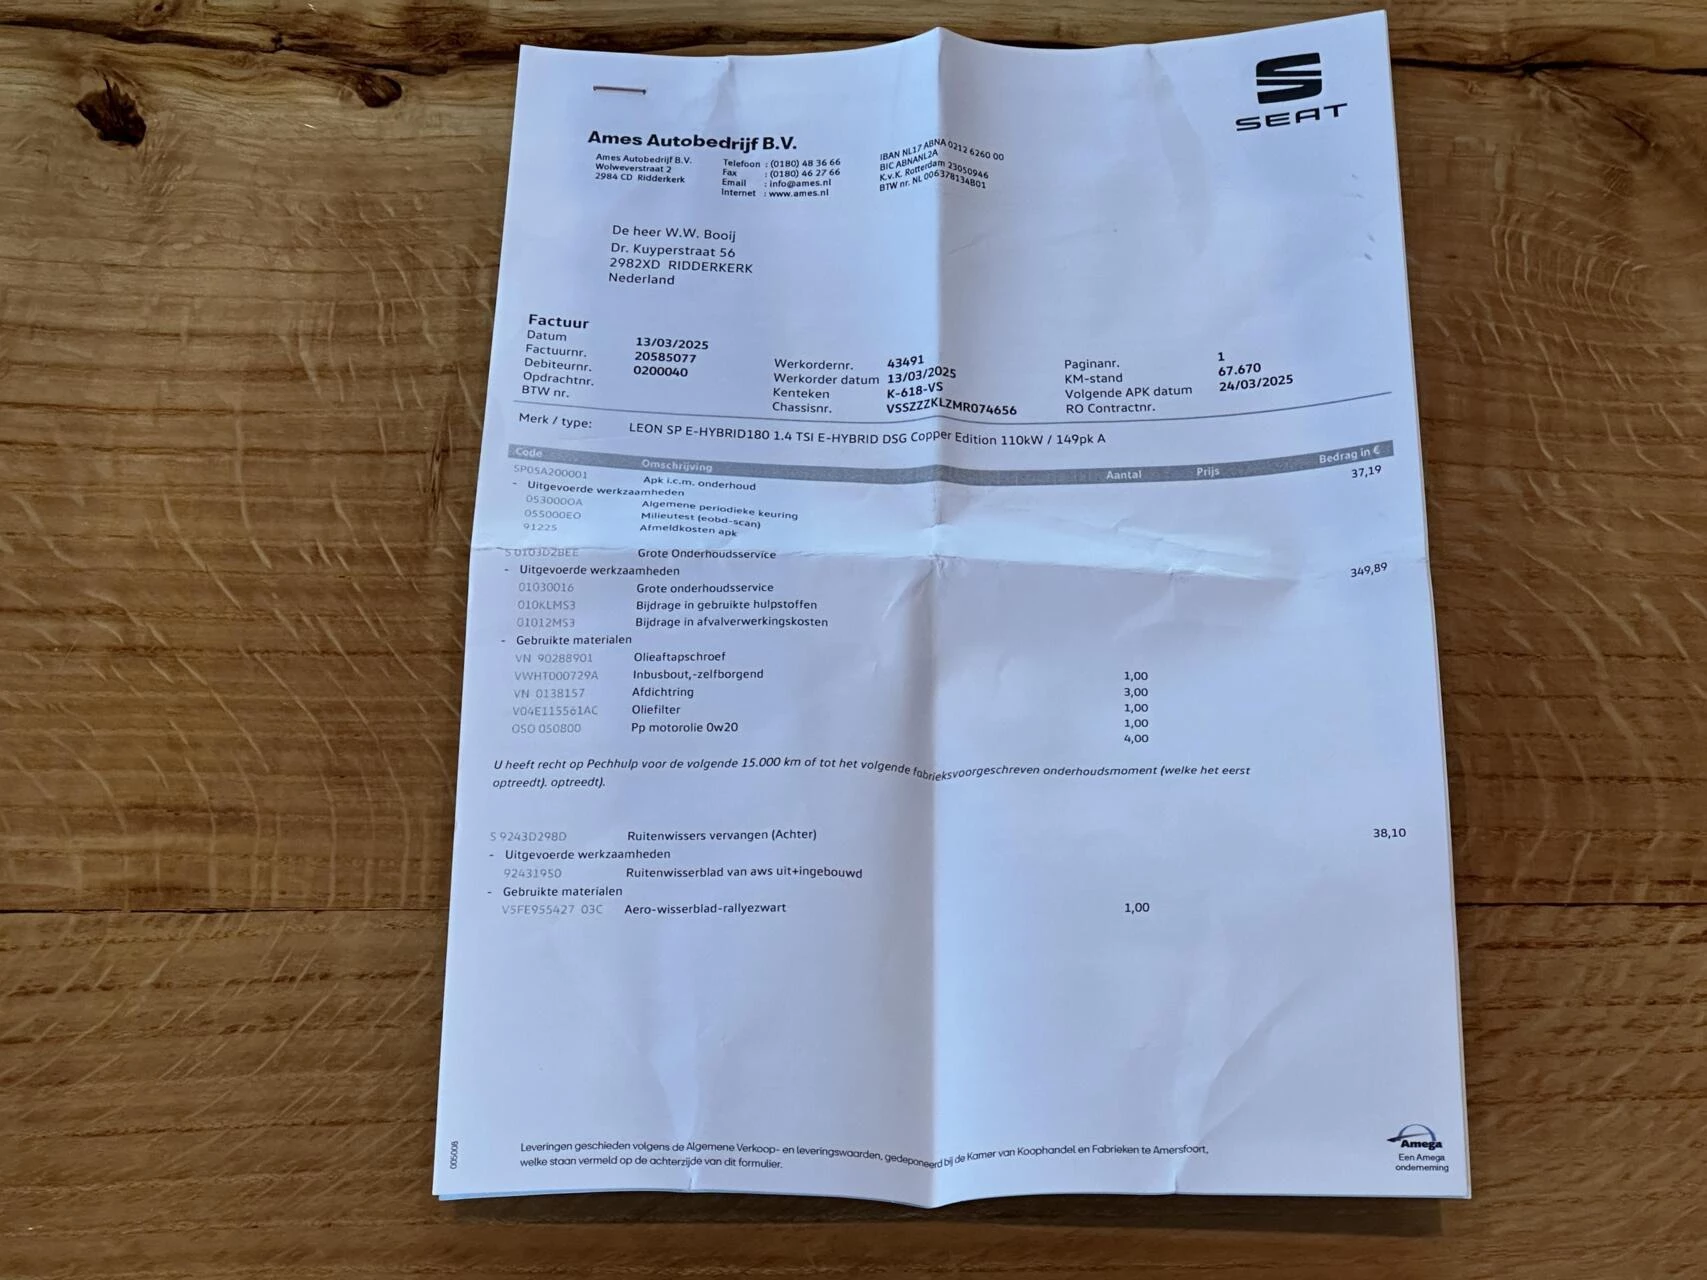 SEAT
Ames Autobedrijf B.V.
Ames Autobedrijf B.V.
Wolweverstraat 2
2984 CD Ridderkerk
Telefoon : (0180) 48 36 66
Fax : (0180) 46 27 66
Email : info@ames.nl
Internet : www.ames.nl
IBAN NL17 ABNA 0212 6260 00
BIC ABNANL2A
K.v.K. Rotterdam 23050946
BTW nr. NL 006378134B01
De heer W.W. Booij
Dr. Kuyperstraat 56
2982XD RIDDERKERK
Nederland
Factuur
Datum 13/03/2025
Factuurnr. 20585077
Debiteurnr. 0200040
Opdrachtnr.
BTW nr.
Werkordernr. 43491
Werkorder datum 13/03/2025
Kenteken K-618-VS
Chassisnr. VSSZZZKLZMR074656
Paginanr. 1
KM-stand 67.670
Volgende APK datum 24/03/2025
RO Contractnr.
Merk / type: LEON SP E-HYBRID180 1.4 TSI E-HYBRID DSG Copper Edition 110kW / 149pk A
Code Omschrijving Aantal Prijs Bedrag in €
SP05A200001 Apk i.c.m. onderhoud 37,19
- Uitgevoerde werkzaamheden
053000OA Algemene periodieke keuring
055000EO Milieutest (eobd-scan)
91225 Afmeldkosten apk
S 0103D2BEE Grote Onderhoudsservice 349,89
- Uitgevoerde werkzaamheden
01030016 Grote onderhoudsservice
010KLMS3 Bijdrage in gebruikte hulpstoffen
01012MS3 Bijdrage in afvalverwerkingskosten
- Gebruikte materialen
VN 90288901 Olieaftapschroef 1,00
VWHT000729A Inbusbout,-zelfborgend 3,00
VN 0138157 Afdichtring 1,00
V04E115561AC Oliefilter 1,00
OSO 050800 Pp motorolie 0w20 4,00
U heeft recht op Pechhulp voor de volgende 15.000 km of tot het volgende fabrieksvoorgeschreven onderhoudsmoment (welke het eerst
optreedt). optreedt).
S 9243D298D Ruitenwissers vervangen (Achter) 38,10
- Uitgevoerde werkzaamheden
92431950 Ruitenwisserblad van aws uit+ingebouwd
- Gebruikte materialen
V5FE955427 03C Aero-wisserblad-rallyezwart 1,00
005006
Leveringen geschieden volgens de Algemene Verkoop- en leveringswaarden, gedeponeerd bij de Kamer van Koophandel en Fabrieken te Amersfoort,
welke staan vermeld op de achterzijde van dit formulier.
Amega
Een Amega
onderneming